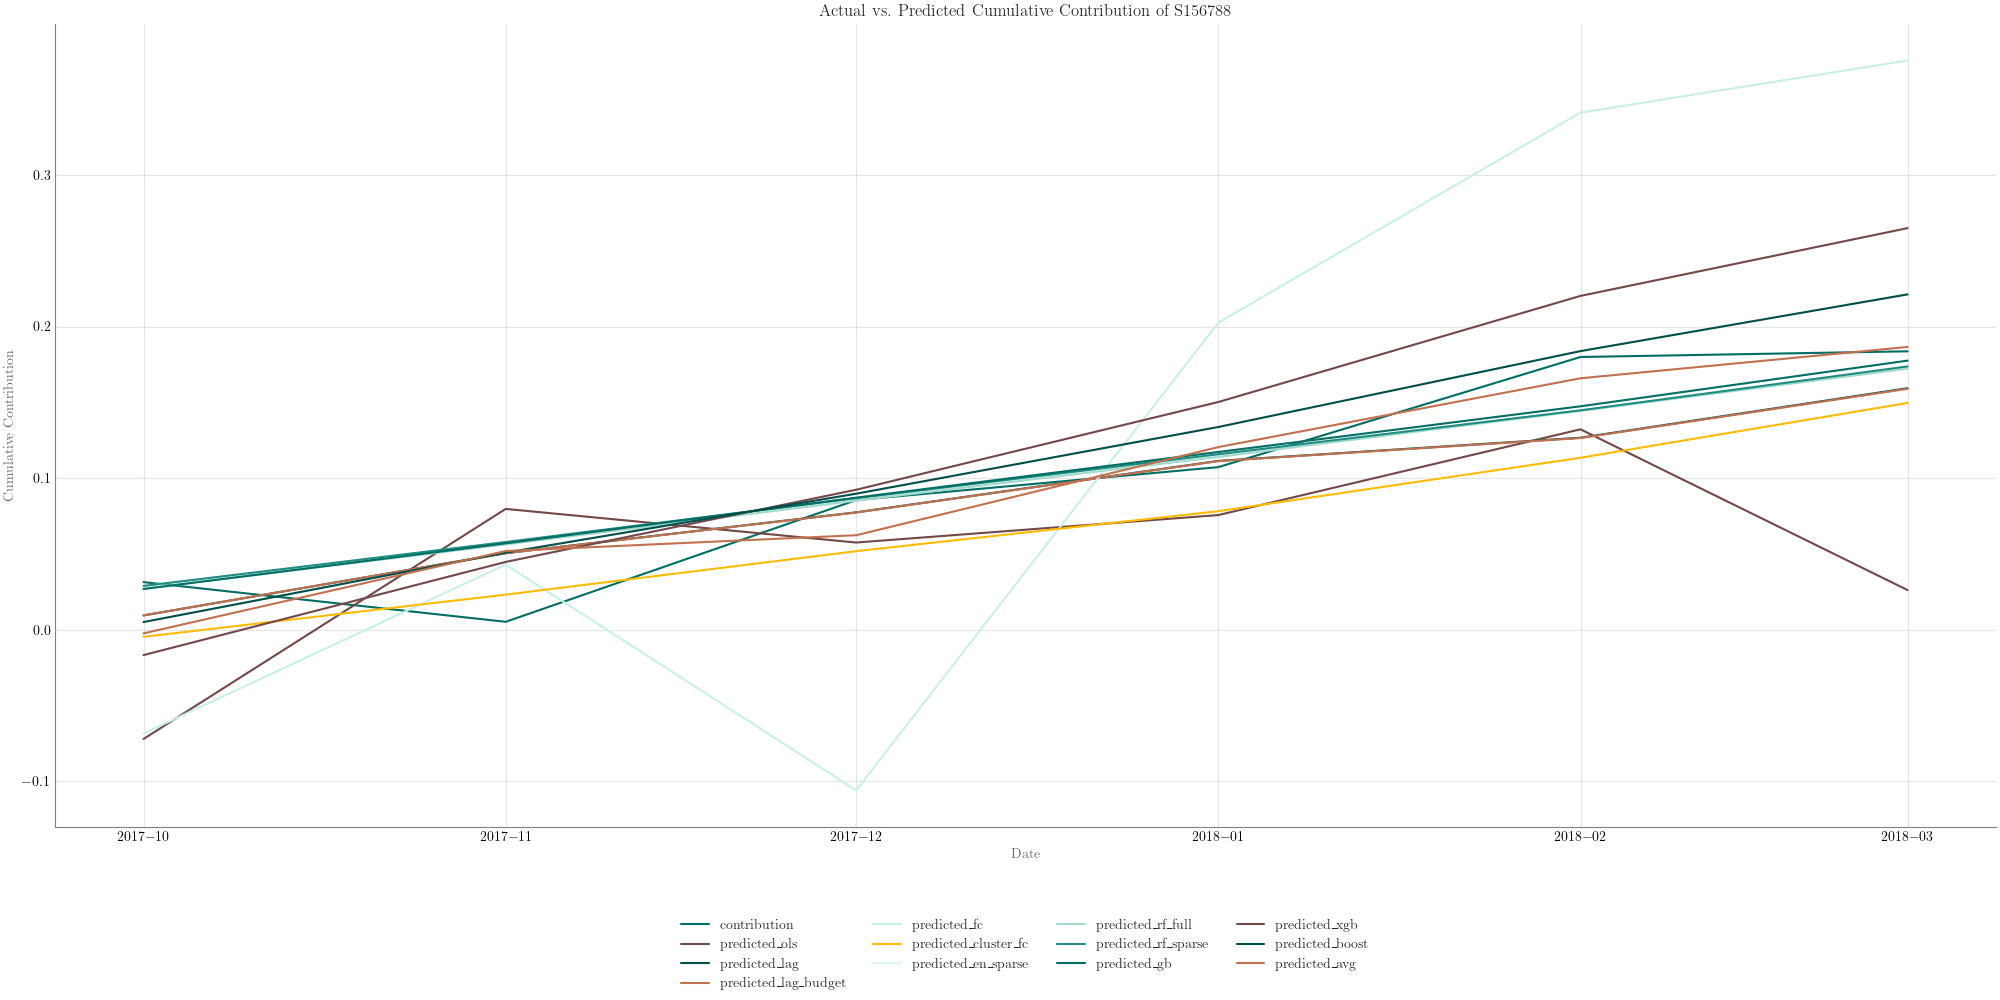 Actual vs. Predicted Cumulative Contribution of S156788
Cumulative Contribution
0.3
0.2
0.1
0.0
−0.1
2017−10
2017−11
2017−12
2018−01
2018−02
2018−03
Date
contribution
predicted_ols
predicted_lag
predicted_lag_budget
predicted_fc
predicted_cluster_fc
predicted_en_sparse
predicted_rf_full
predicted_rf_sparse
predicted_gb
predicted_xgb
predicted_boost
predicted_avg